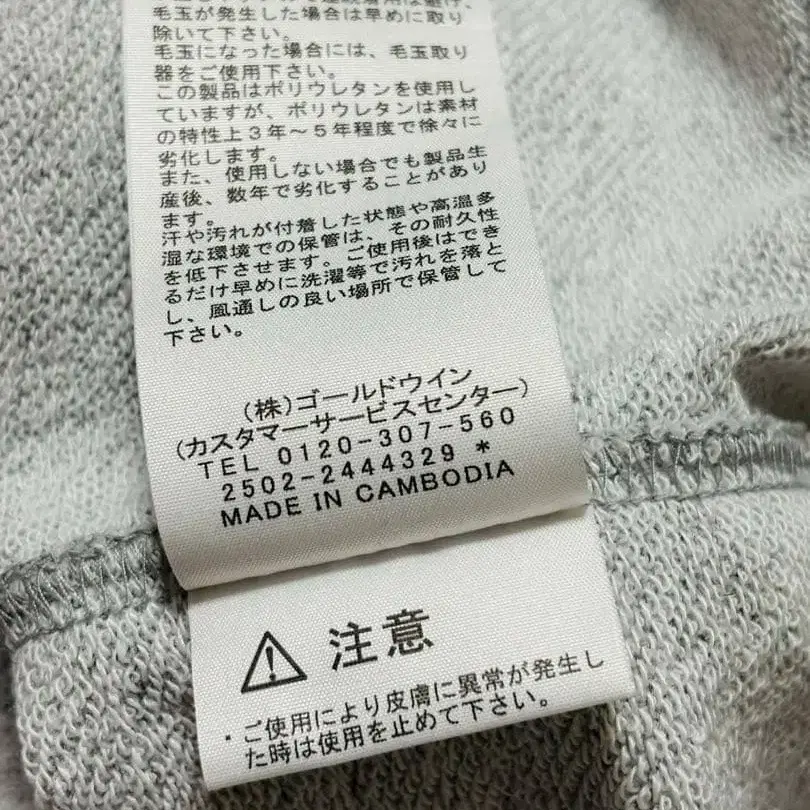 毛玉が発生した場合は早めに取り
除いて下さい。
毛玉になった場合には、毛玉取り
器をご使用下さい。
この製品はポリウレタンを使用し
ていますが、ポリウレタンは素材
の特性上3年〜5年程度で徐々に
劣化します。
また、使用しない場合でも製品生
産後、数年で劣化することがあり
ます。
汗や汚れが付着した状態や高温多
湿な環境での保管は、その耐久性
を低下させます。ご使用後はでき
るだけ早めに洗濯等で汚れを落と
し、風通しの良い場所で保管して
下さい。
(株)ゴールドウイン
(カスタマーサービスセンター)
TEL 0120-307-560
2502-2444329 *
MADE IN CAMBODIA
注意
・ご使用により皮膚に異常が発生し
た時は使用を止めて下さい。